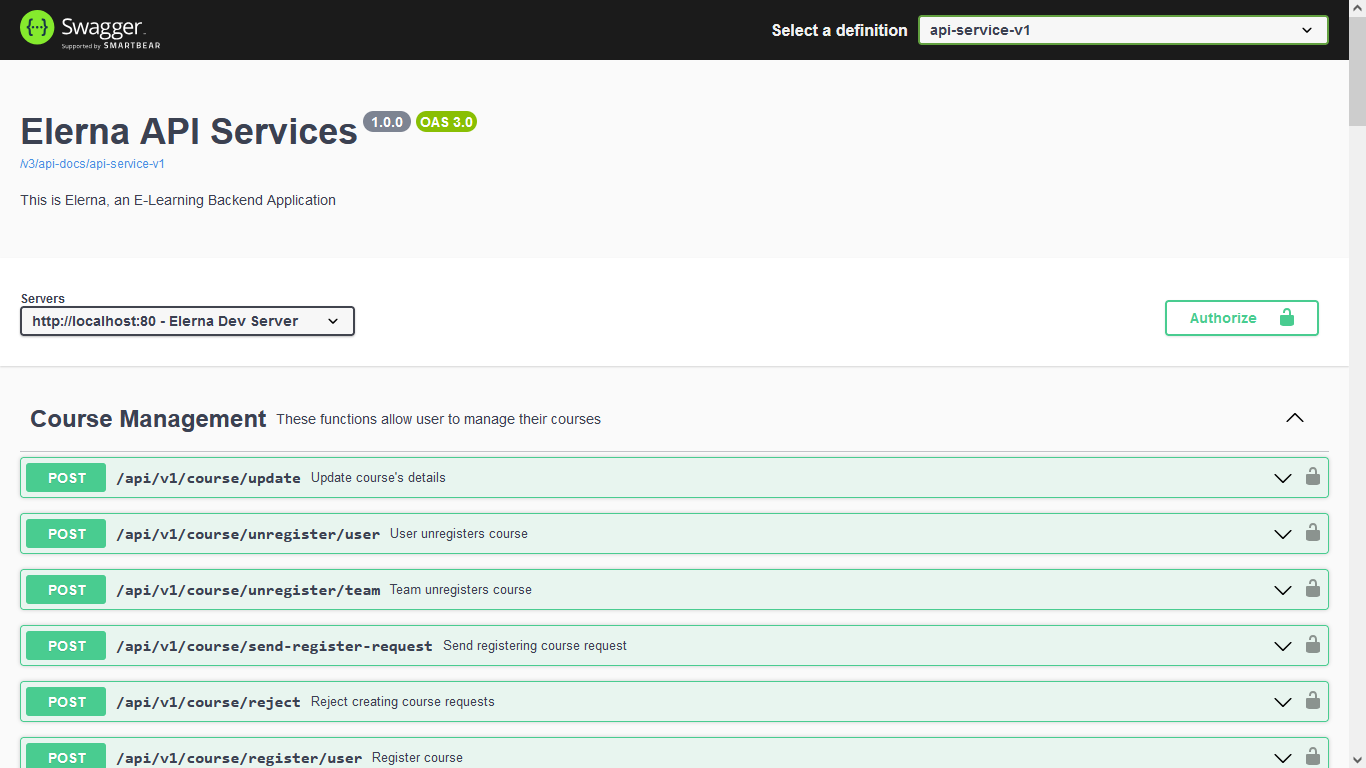 Swagger
Supported by SMARTBEAR
Select a definition
api-service-v1
Elerna API Services 1.0.0 OAS 3.0
/v3/api-docs/api-service-v1
This is Elerna, an E-Learning Backend Application
Servers
http://localhost:80 - Elerna Dev Server
Authorize
Course Management These functions allow user to manage their courses
POST /api/v1/course/update Update course's details
POST /api/v1/course/unregister/user User unregisters course
POST /api/v1/course/unregister/team Team unregisters course
POST /api/v1/course/send-register-request Send registering course request
POST /api/v1/course/reject Reject creating course requests
POST /api/v1/course/register/user Register course